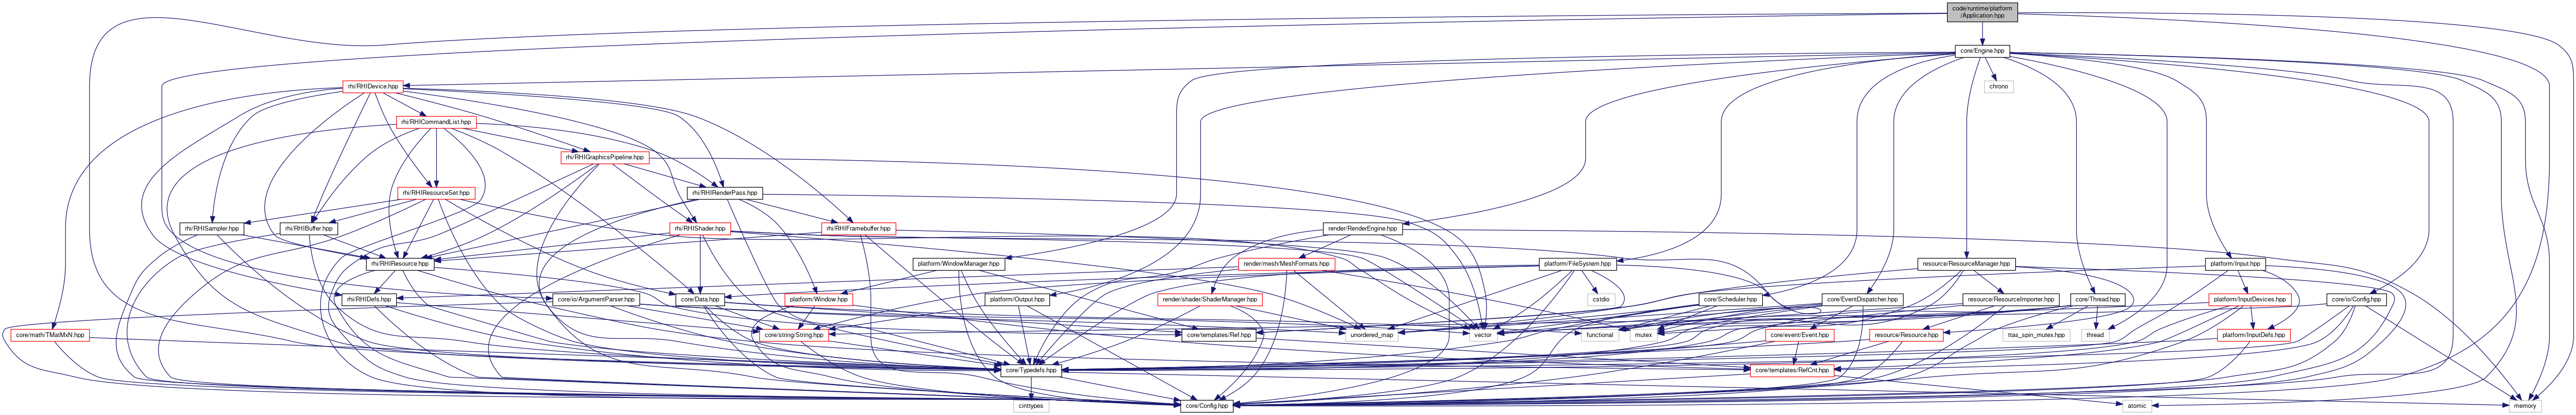 code/runtime/platform
/Application.hpp
core/Engine.hpp
rhi/RHIDevice.hpp
chrono
rhi/RHICommandList.hpp
rhi/RHIGraphicsPipeline.hpp
rhi/RHIResourceSet.hpp
rhi/RHIRenderPass.hpp
rhi/RHISampler.hpp
rhi/RHIBuffer.hpp
rhi/RHIShader.hpp
rhi/RHIFramebuffer.hpp
render/RenderEngine.hpp
rhi/RHIResource.hpp
platform/WindowManager.hpp
render/mesh/MeshFormats.hpp
platform/FileSystem.hpp
resource/ResourceManager.hpp
platform/Input.hpp
rhi/RHIDefs.hpp
core/io/ArgumentParser.hpp
core/Data.hpp
platform/Window.hpp
platform/Output.hpp
render/shader/ShaderManager.hpp
cstdio
core/Scheduler.hpp
core/EventDispatcher.hpp
resource/ResourceImporter.hpp
core/Thread.hpp
platform/InputDevices.hpp
core/io/Config.hpp
core/math/TMatMxN.hpp
core/string/String.hpp
core/templates/Ref.hpp
unordered_map
vector
functional
mutex
core/event/Event.hpp
resource/Resource.hpp
ttas_spin_mutex.hpp
thread
platform/InputDefs.hpp
core/Typedefs.hpp
core/templates/RefCnt.hpp
cinttypes
core/Config.hpp
atomic
memory